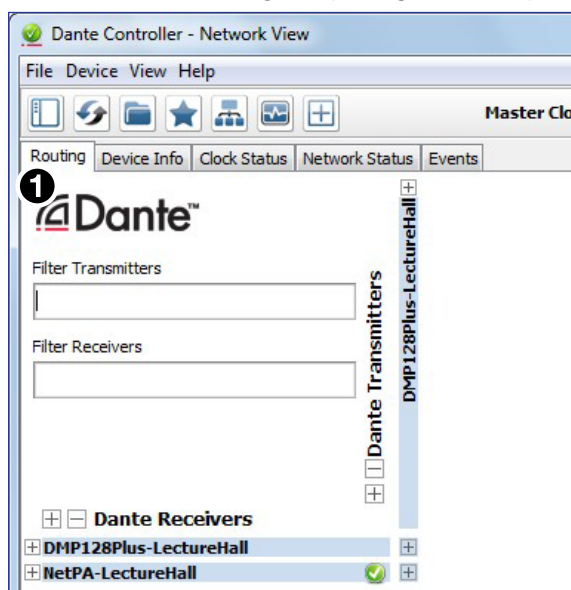 Dante Controller - Network View
File Device View Help
Master Clo
Routing Device Info Clock Status Network Status Events
1
Dante™
Filter Transmitters
Filter Receivers
Dante Transmitters
DMP128Plus-LectureHall
Dante Receivers
DMP128Plus-LectureHall
NetPA-LectureHall